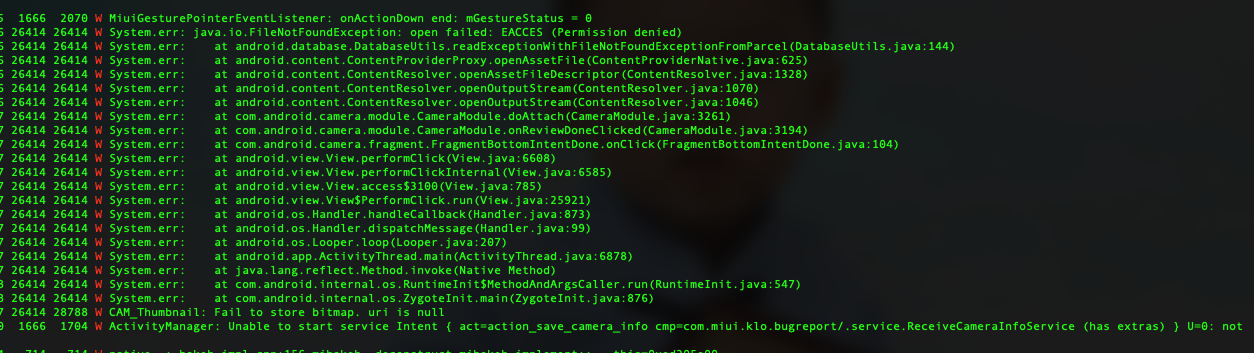 5  1666  2070 W MiuiGesturePointerEventListener: onActionDown end: mGestureStatus = 0
6 26414 26414 W System.err: java.io.FileNotFoundException: open failed: EACCES (Permission denied)
6 26414 26414 W System.err:    at android.database.DatabaseUtils.readExceptionWithFileNotFoundExceptionFromParcel(DatabaseUtils.java:144)
6 26414 26414 W System.err:    at android.content.ContentProviderProxy.openAssetFile(ContentProviderNative.java:625)
6 26414 26414 W System.err:    at android.content.ContentResolver.openAssetFileDescriptor(ContentResolver.java:1328)
6 26414 26414 W System.err:    at android.content.ContentResolver.openOutputStream(ContentResolver.java:1070)
6 26414 26414 W System.err:    at android.content.ContentResolver.openOutputStream(ContentResolver.java:1046)
7 26414 26414 W System.err:    at com.android.camera.module.CameraModule.doAttach(CameraModule.java:3261)
7 26414 26414 W System.err:    at com.android.camera.module.CameraModule.onReviewDoneClicked(CameraModule.java:3194)
7 26414 26414 W System.err:    at com.android.camera.fragment.FragmentBottomIntentDone.onClick(FragmentBottomIntentDone.java:104)
7 26414 26414 W System.err:    at android.view.View.performClick(View.java:6608)
7 26414 26414 W System.err:    at android.view.View.performClickInternal(View.java:6585)
7 26414 26414 W System.err:    at android.view.View.access$3100(View.java:785)
7 26414 26414 W System.err:    at android.view.View$PerformClick.run(View.java:25921)
7 26414 26414 W System.err:    at android.os.Handler.handleCallback(Handler.java:873)
7 26414 26414 W System.err:    at android.os.Handler.dispatchMessage(Handler.java:99)
7 26414 26414 W System.err:    at android.os.Looper.loop(Looper.java:207)
7 26414 26414 W System.err:    at android.app.ActivityThread.main(ActivityThread.java:6878)
7 26414 26414 W System.err:    at java.lang.reflect.Method.invoke(Native Method)
8 26414 26414 W System.err:    at com.android.internal.os.RuntimeInit$MethodAndArgsCaller.run(RuntimeInit.java:547)
8 26414 26414 W System.err:    at com.android.internal.os.ZygoteInit.main(ZygoteInit.java:876)
7 26414 28788 W CAM_Thumbnail: Fail to store bitmap. uri is null
0  1666  1704 W ActivityManager: Unable to start service Intent { act=action_save_camera_info cmp=com.miui.klo.bugreport/.service.ReceiveCameraInfoService (has extras) } U=0: not